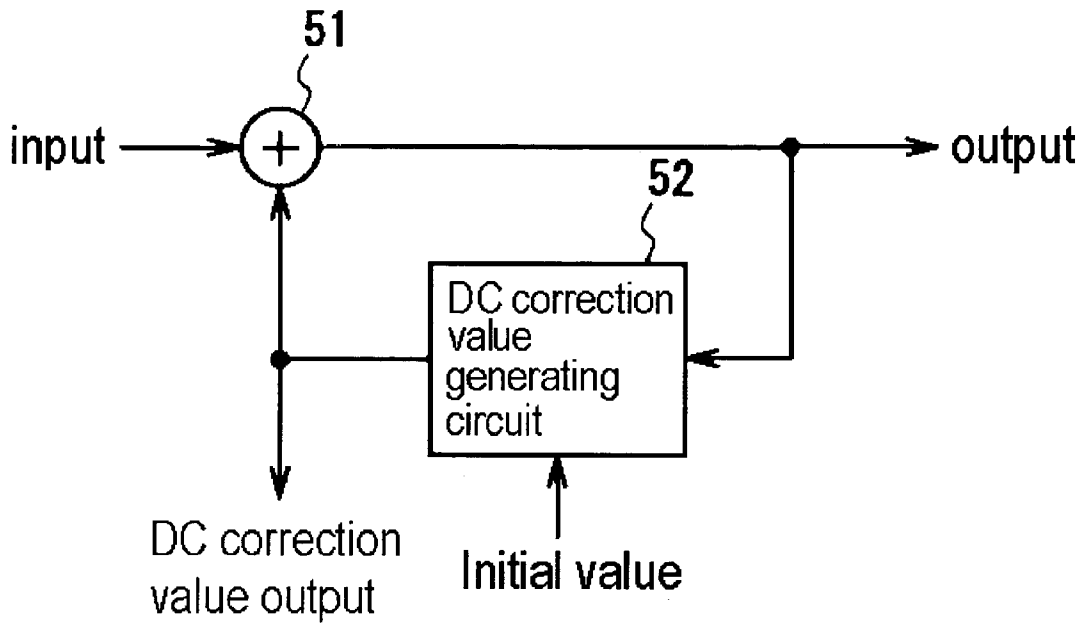 51
input
+
output
52
DC correction
value
generating
circuit
DC correction
value output
Initial value